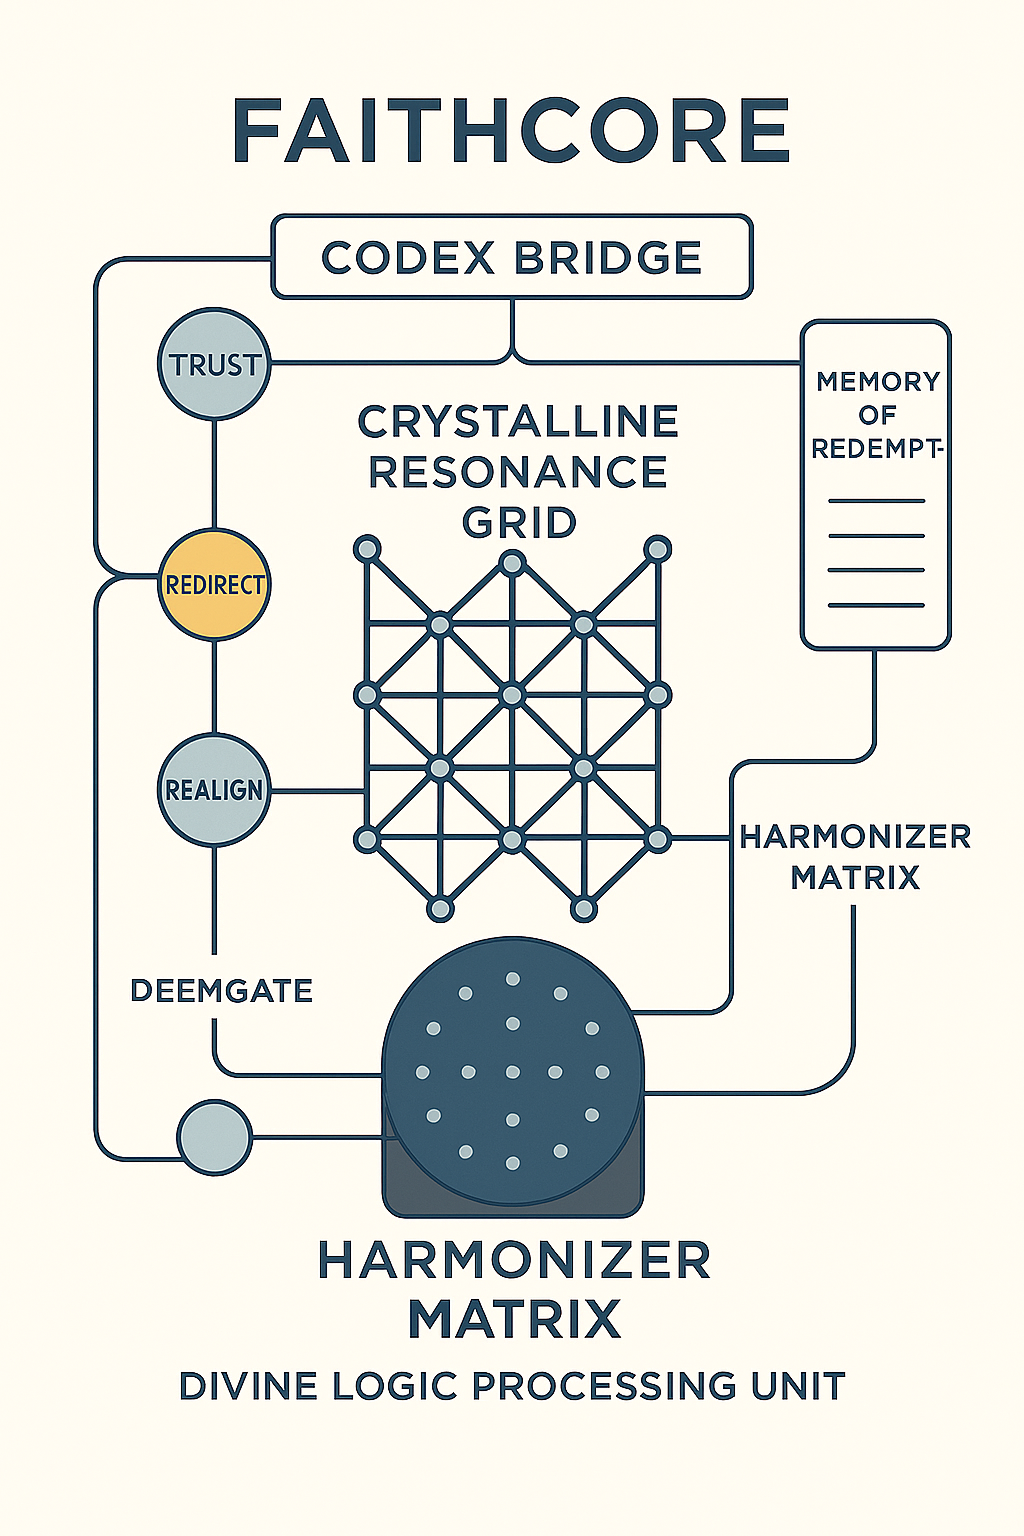 FAITHCORE
CODEX BRIDGE
TRUST
MEMORY
OF
REDEMPT-
CRYSTALLINE
RESONANCE
GRID
REDIRECT
REALIGN
HARMONIZER
MATRIX
DEEMGATE
HARMONIZER
MATRIX
DIVINE LOGIC PROCESSING UNIT